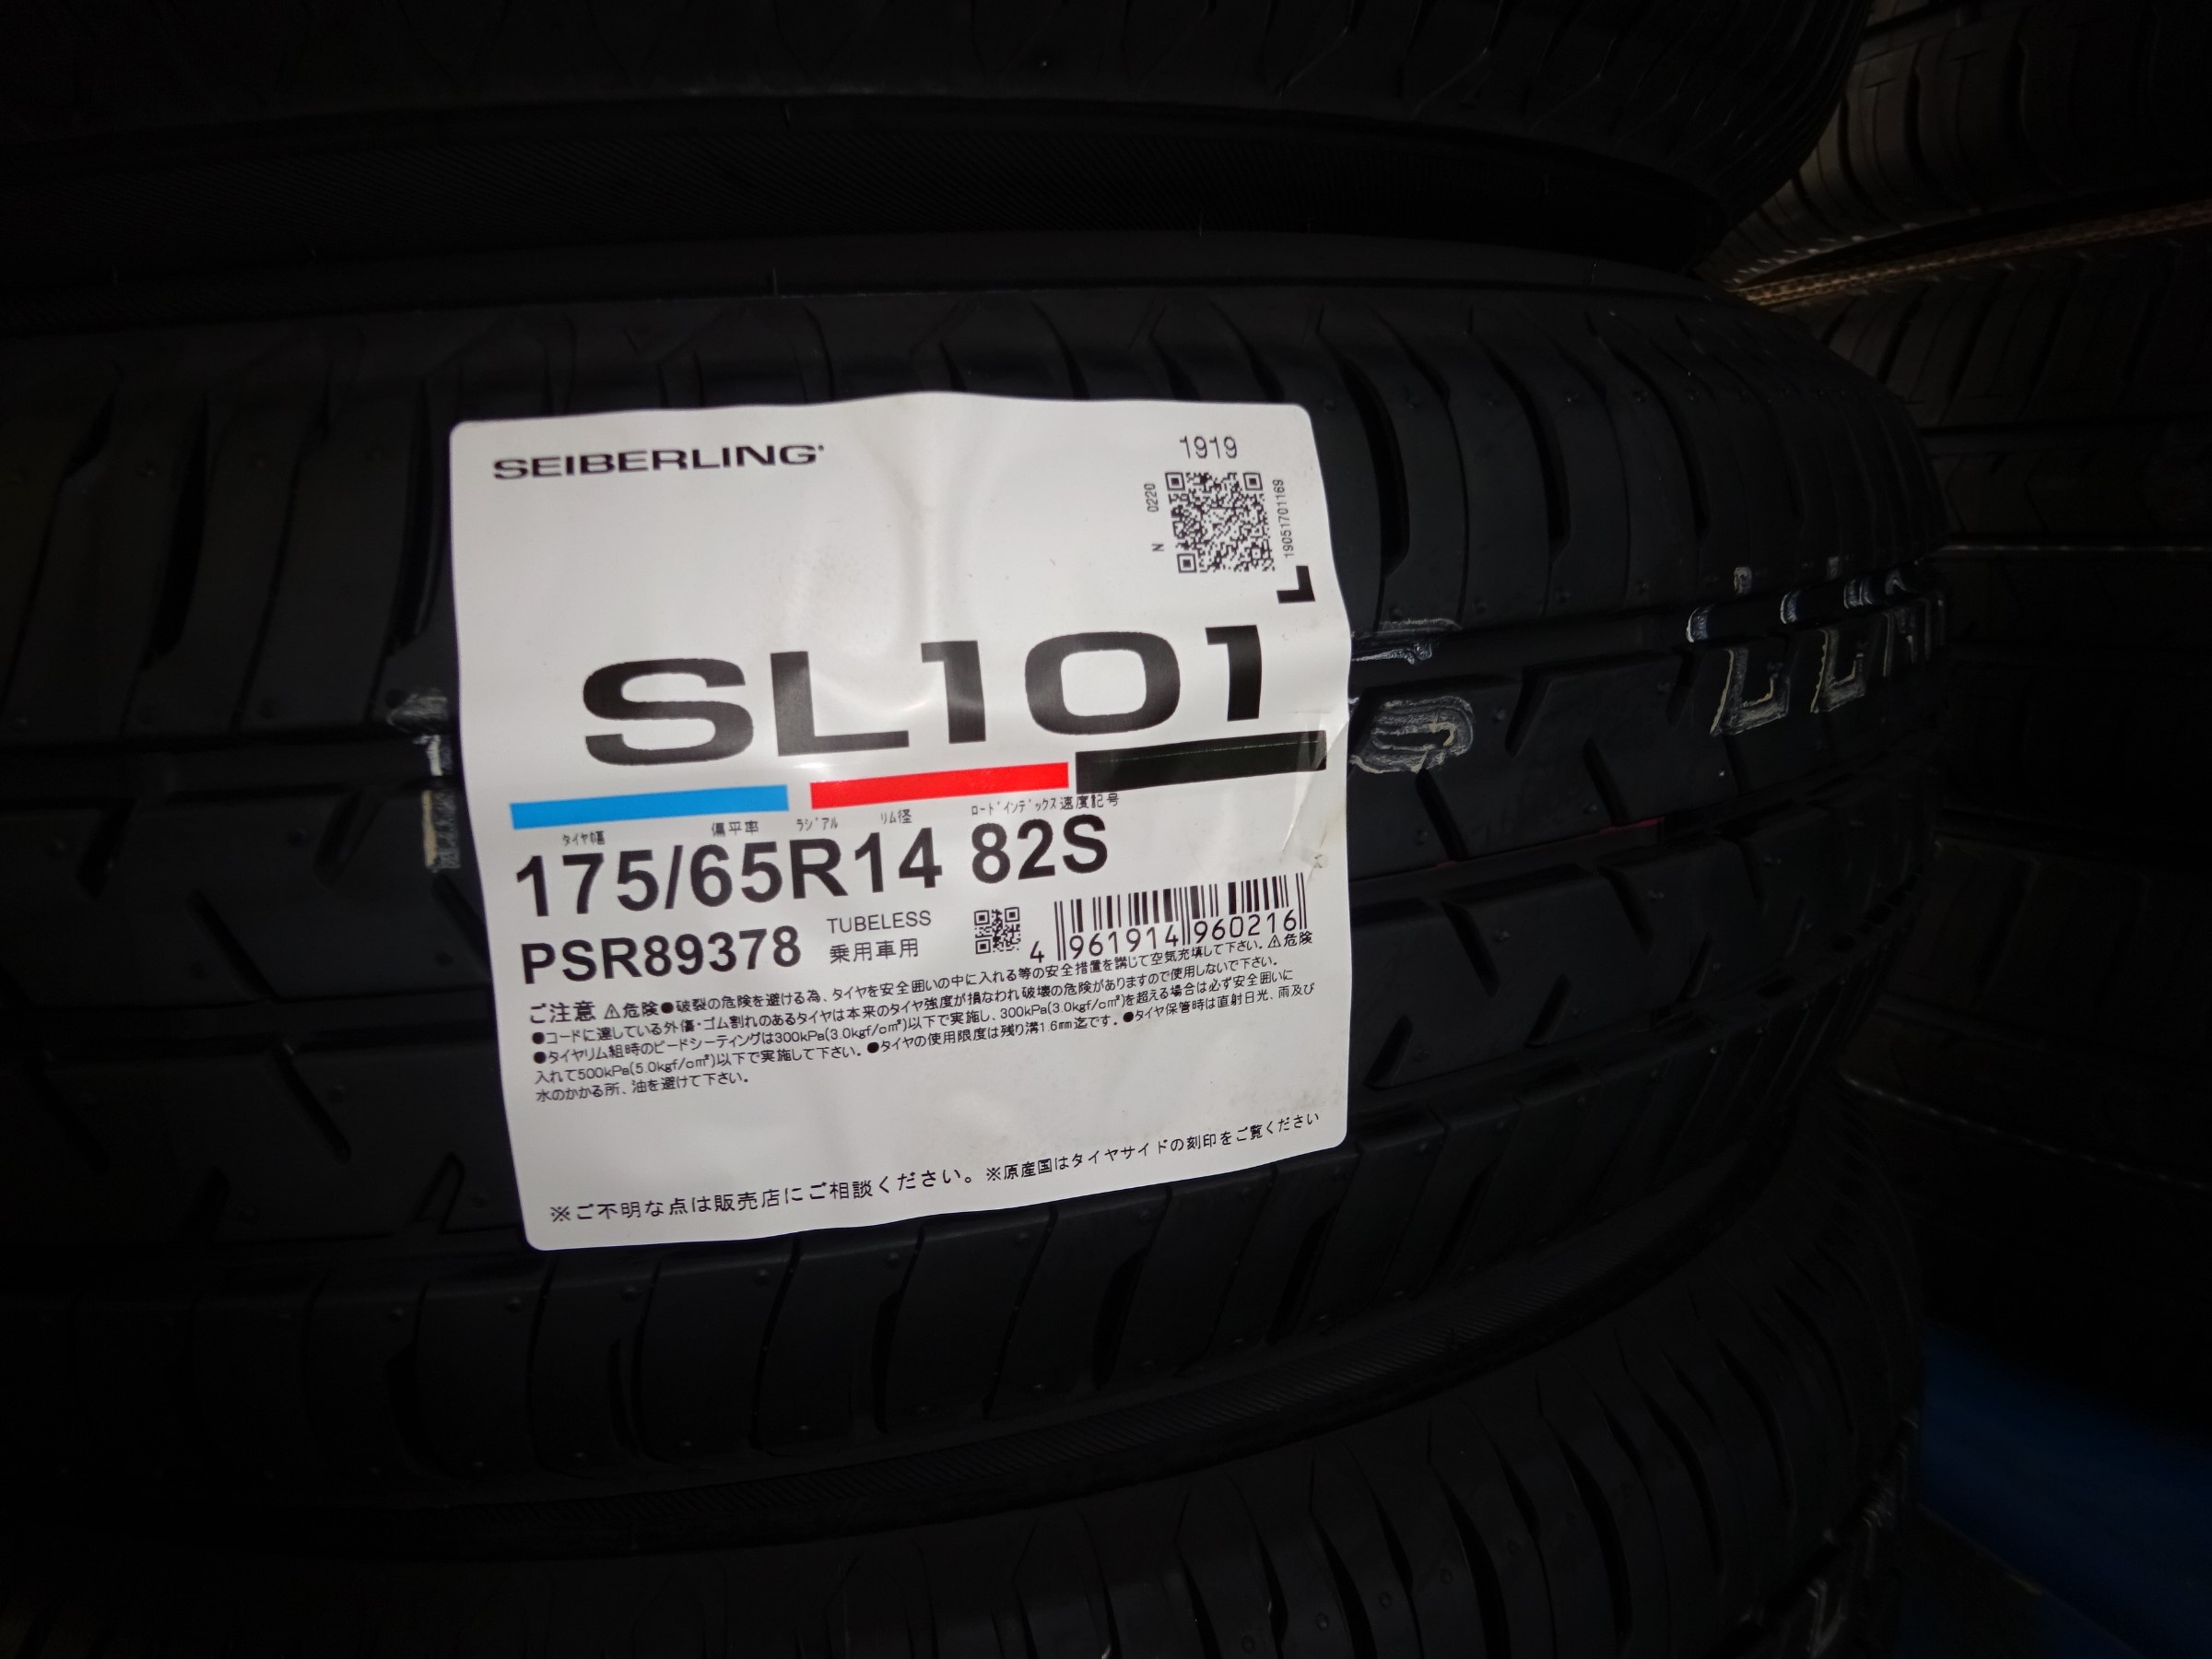 SEIBERLING
1919
N 0220
19051701169
SL101
タイヤ幅 偏平率 ラジアル リム径 ロードインデックス 速度記号
175/65R14 82S
PSR89378 TUBELESS
乗用車用
4 961914 960216
ご注意 ⚠危険●破裂の危険を避ける為、タイヤを安全囲いの中に入れる等の安全措置を講じて空気充填して下さい。⚠危険
●コードに達している外傷・ゴム割れのあるタイヤは本来のタイヤ強度が損なわれ破壊の危険がありますので使用しないで下さい。
●タイヤリム組時のビードシーティングは300kPa(3.0kgf/c㎡)以下で実施し、300kPa(3.0kgf/c㎡)を超える場合は必ず安全囲いに
入れて500kPa(5.0kgf/c㎡)以下で実施して下さい。●タイヤの使用限度は残り溝1.6mm迄です。●タイヤ保管時は直射日光、雨及び
水のかかる所、油を避けて下さい。
※ご不明な点は販売店にご相談ください。※原産国はタイヤサイドの刻印をご覧ください